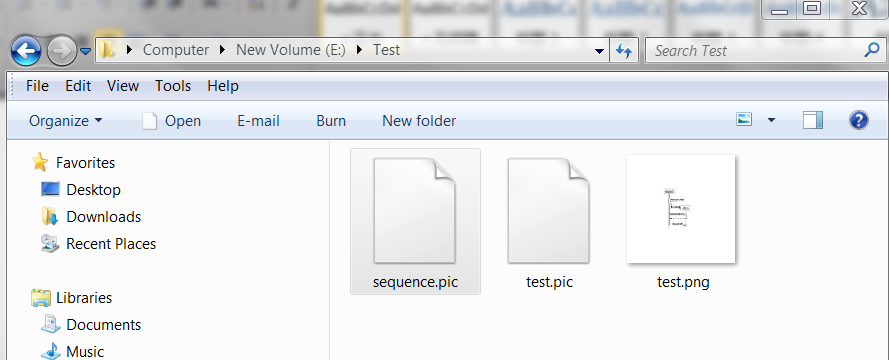 Computer New Volume (E:) Test Search Test
File Edit View Tools Help
Organize Open E-mail Burn New folder
Favorites
Desktop
Downloads
Recent Places
Libraries
Documents
Music
sequence.pic test.pic test.png